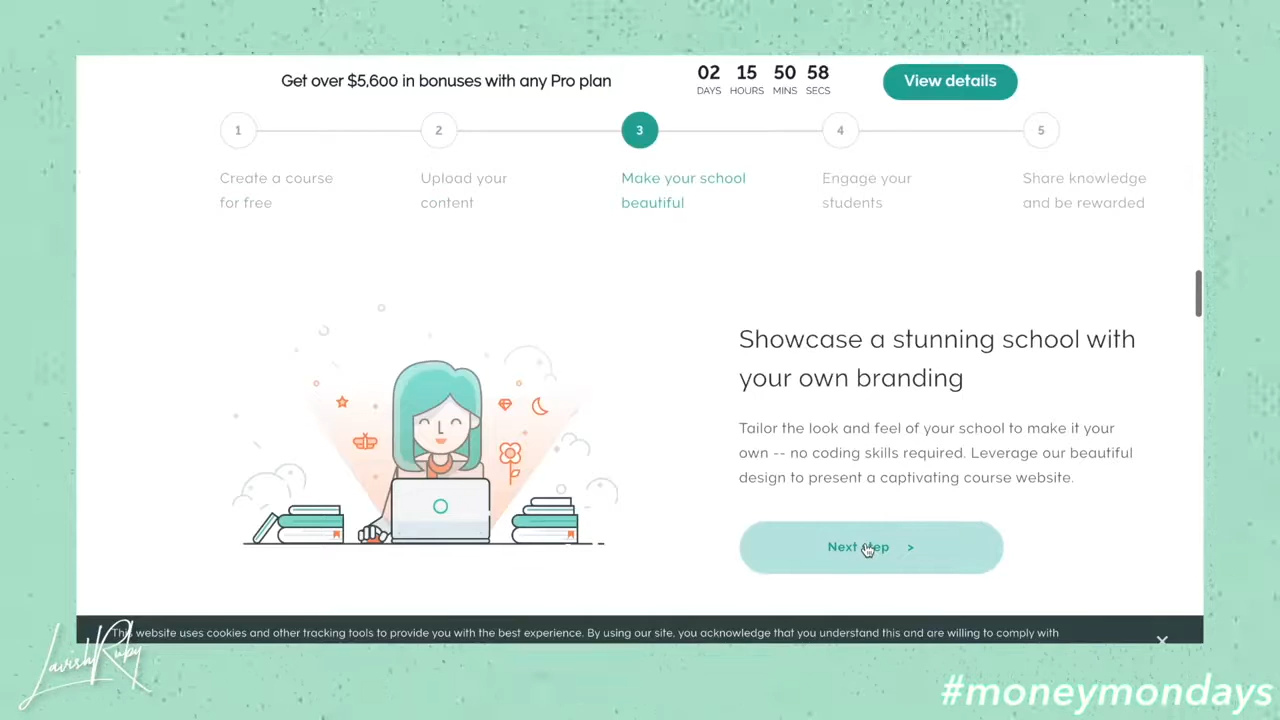 Get over $5,600 in bonuses with any Pro plan
02 15 50 58
DAYS HOURS MINS SECS
View details
1 2 3 4 5
Create a course
for free
Upload your
content
Make your school
beautiful
Engage your
students
Share knowledge
and be rewarded
Showcase a stunning school with
your own branding
Tailor the look and feel of your school to make it your
own -- no coding skills required. Leverage our beautiful
design to present a captivating course website.
Next step >
This website uses cookies and other tracking tools to provide you with the best experience. By using our site, you acknowledge that you understand this and are willing to comply with
LavishRuby
#moneymondays